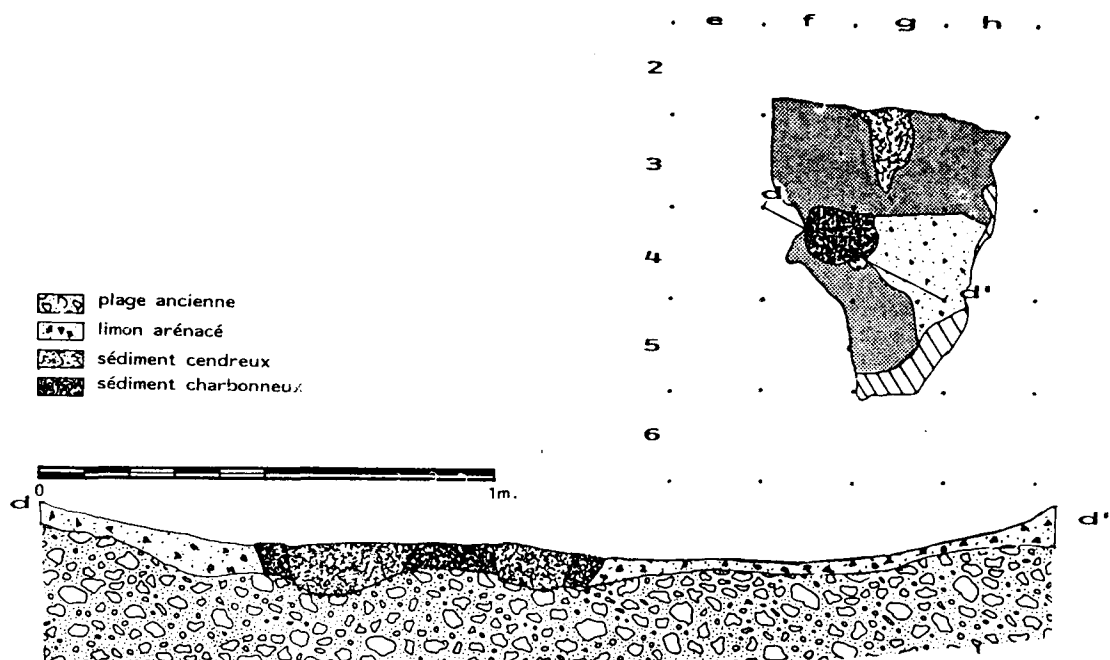 e f g h
2
3
d
4
d'
5
6
plage ancienne
limon arénacé
sédiment cendreux
sédiment charbonneux
0 1m.
d d'